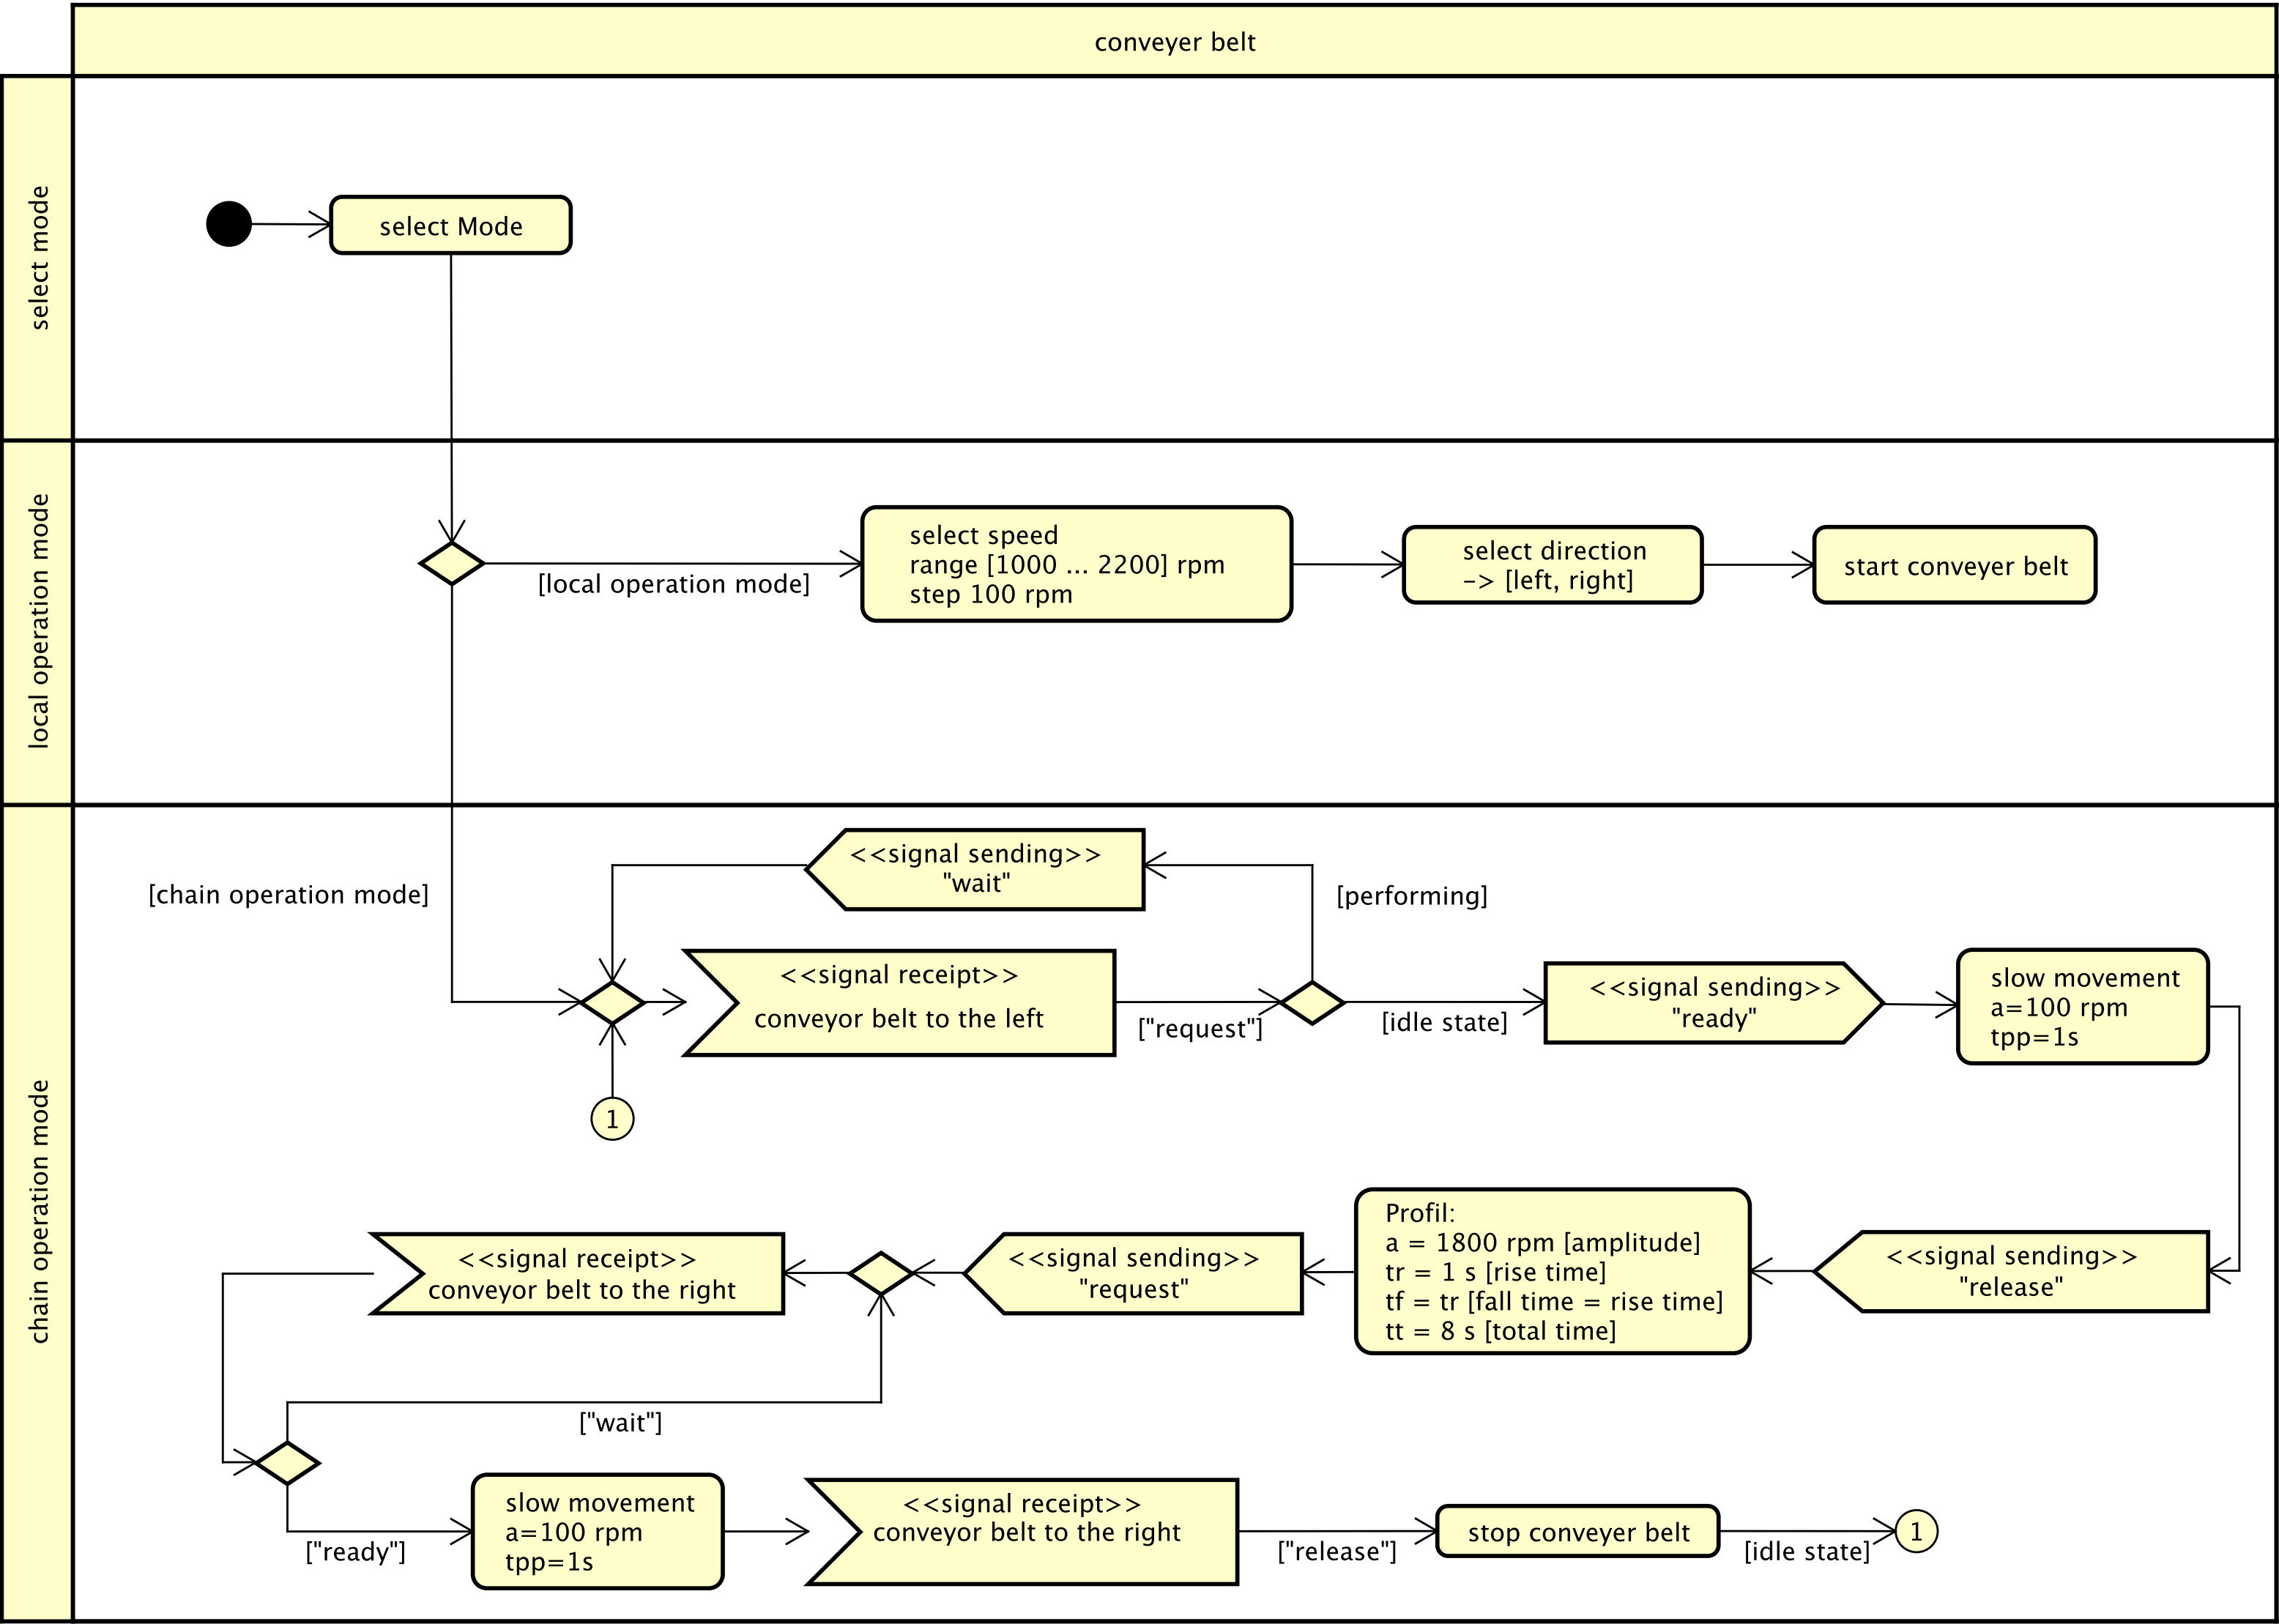 conveyer belt
select mode
select Mode
local operation mode
[local operation mode]
select speed
range [1000 ... 2200] rpm
step 100 rpm
select direction
-> [left, right]
start conveyer belt
chain operation mode
[chain operation mode]
<<signal sending>>
"wait"
[performing]
<<signal receipt>>
conveyor belt to the left
["request"]
[idle state]
<<signal sending>>
"ready"
slow movement
a=100 rpm
tpp=1s
1
<<signal receipt>>
conveyor belt to the right
<<signal sending>>
"request"
Profil:
a = 1800 rpm [amplitude]
tr = 1 s [rise time]
tf = tr [fall time = rise time]
tt = 8 s [total time]
<<signal sending>>
"release"
["wait"]
["ready"]
slow movement
a=100 rpm
tpp=1s
<<signal receipt>>
conveyor belt to the right
["release"]
stop conveyer belt
[idle state]
1